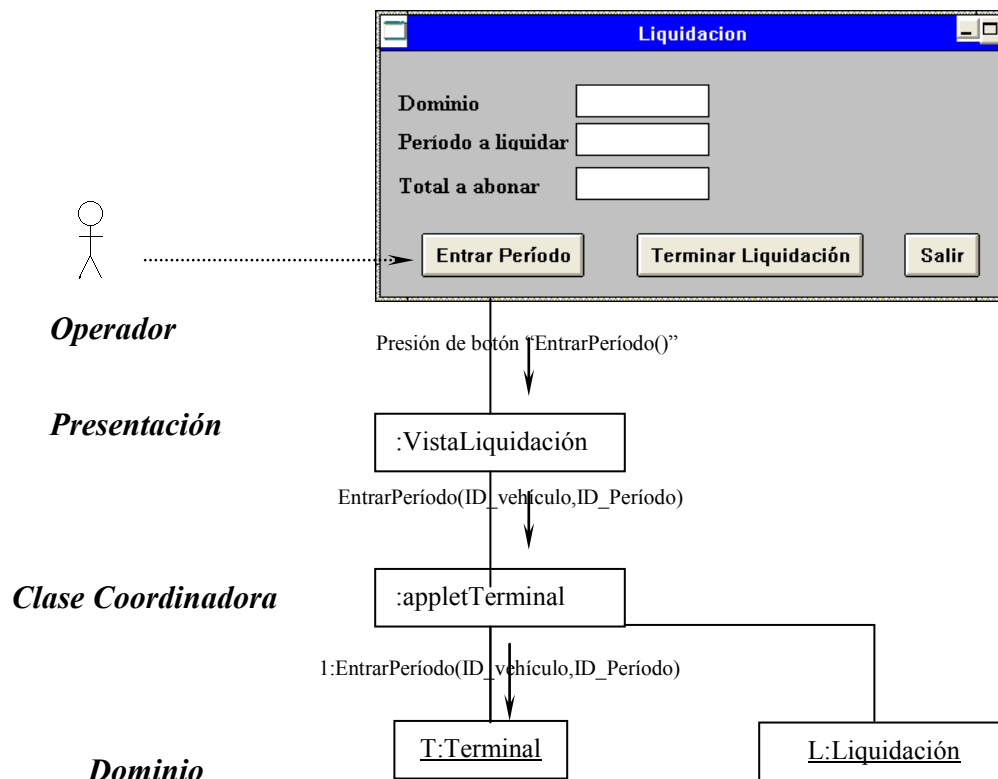 Liquidacion
Dominio
Período a liquidar
Total a abonar
Entrar Período
Terminar Liquidación
Salir
Operador
Presión de botón “EntrarPeríodo()”
Presentación
:VistaLiquidación
EntrarPeríodo(ID_vehículo,ID_Período)
Clase Coordinadora
:appletTerminal
1:EntrarPeríodo(ID_vehículo,ID_Período)
T:Terminal
L:Liquidación
Dominio